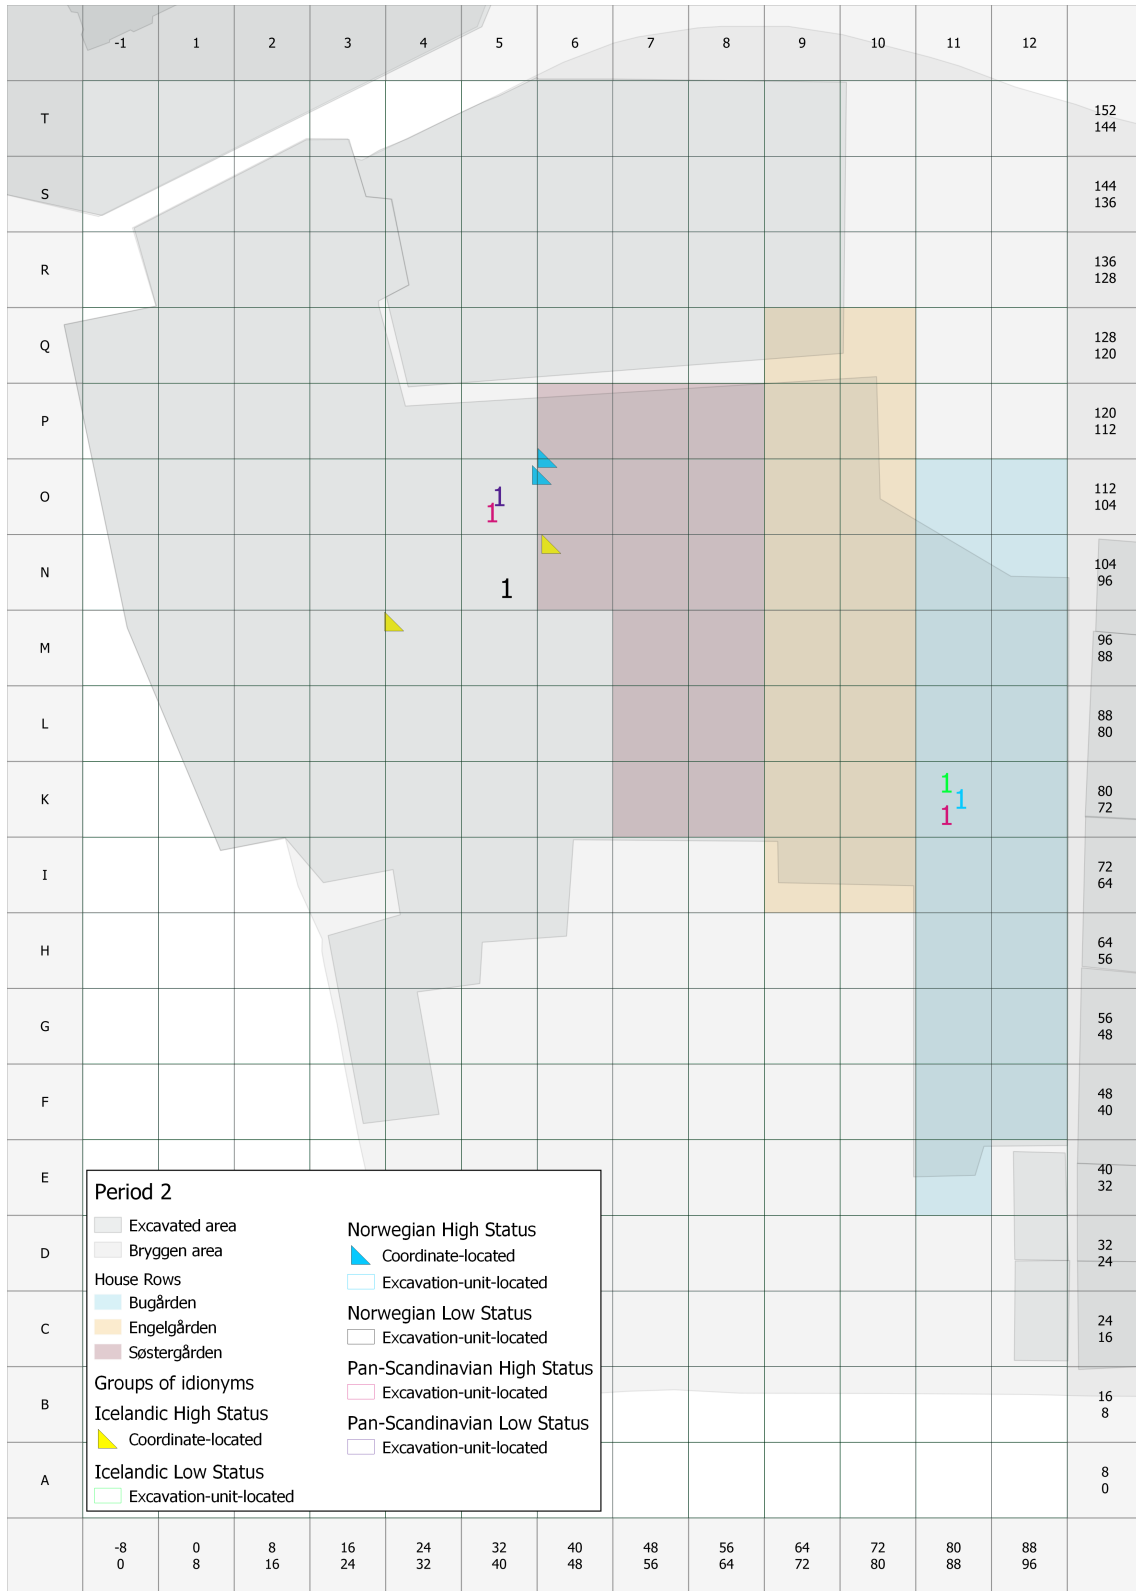 -1 1 2 3 4 5 6 7 8 9 10 11 12
T 152
144
S 144
136
R 136
128
Q 128
120
P 120
112
O 1 112
1 104
N 104
1 96
M 96
88
L 88
80
K 1 80
1 72
1
I 72
64
H 64
56
G 56
48
F 48
40
E 40
32
D 32
24
C 24
16
B 16
8
A 8
0
Period 2
Excavated area
Bryggen area
House Rows
Bugården
Engelgården
Søstergården
Groups of idionyms
Icelandic High Status
Coordinate-located
Icelandic Low Status
Excavation-unit-located
Norwegian High Status
Coordinate-located
Excavation-unit-located
Norwegian Low Status
Excavation-unit-located
Pan-Scandinavian High Status
Excavation-unit-located
Pan-Scandinavian Low Status
Excavation-unit-located
-8 0 8 16 24 32 40 48 56 64 72 80 88
0 8 16 24 32 40 48 56 64 72 80 88 96